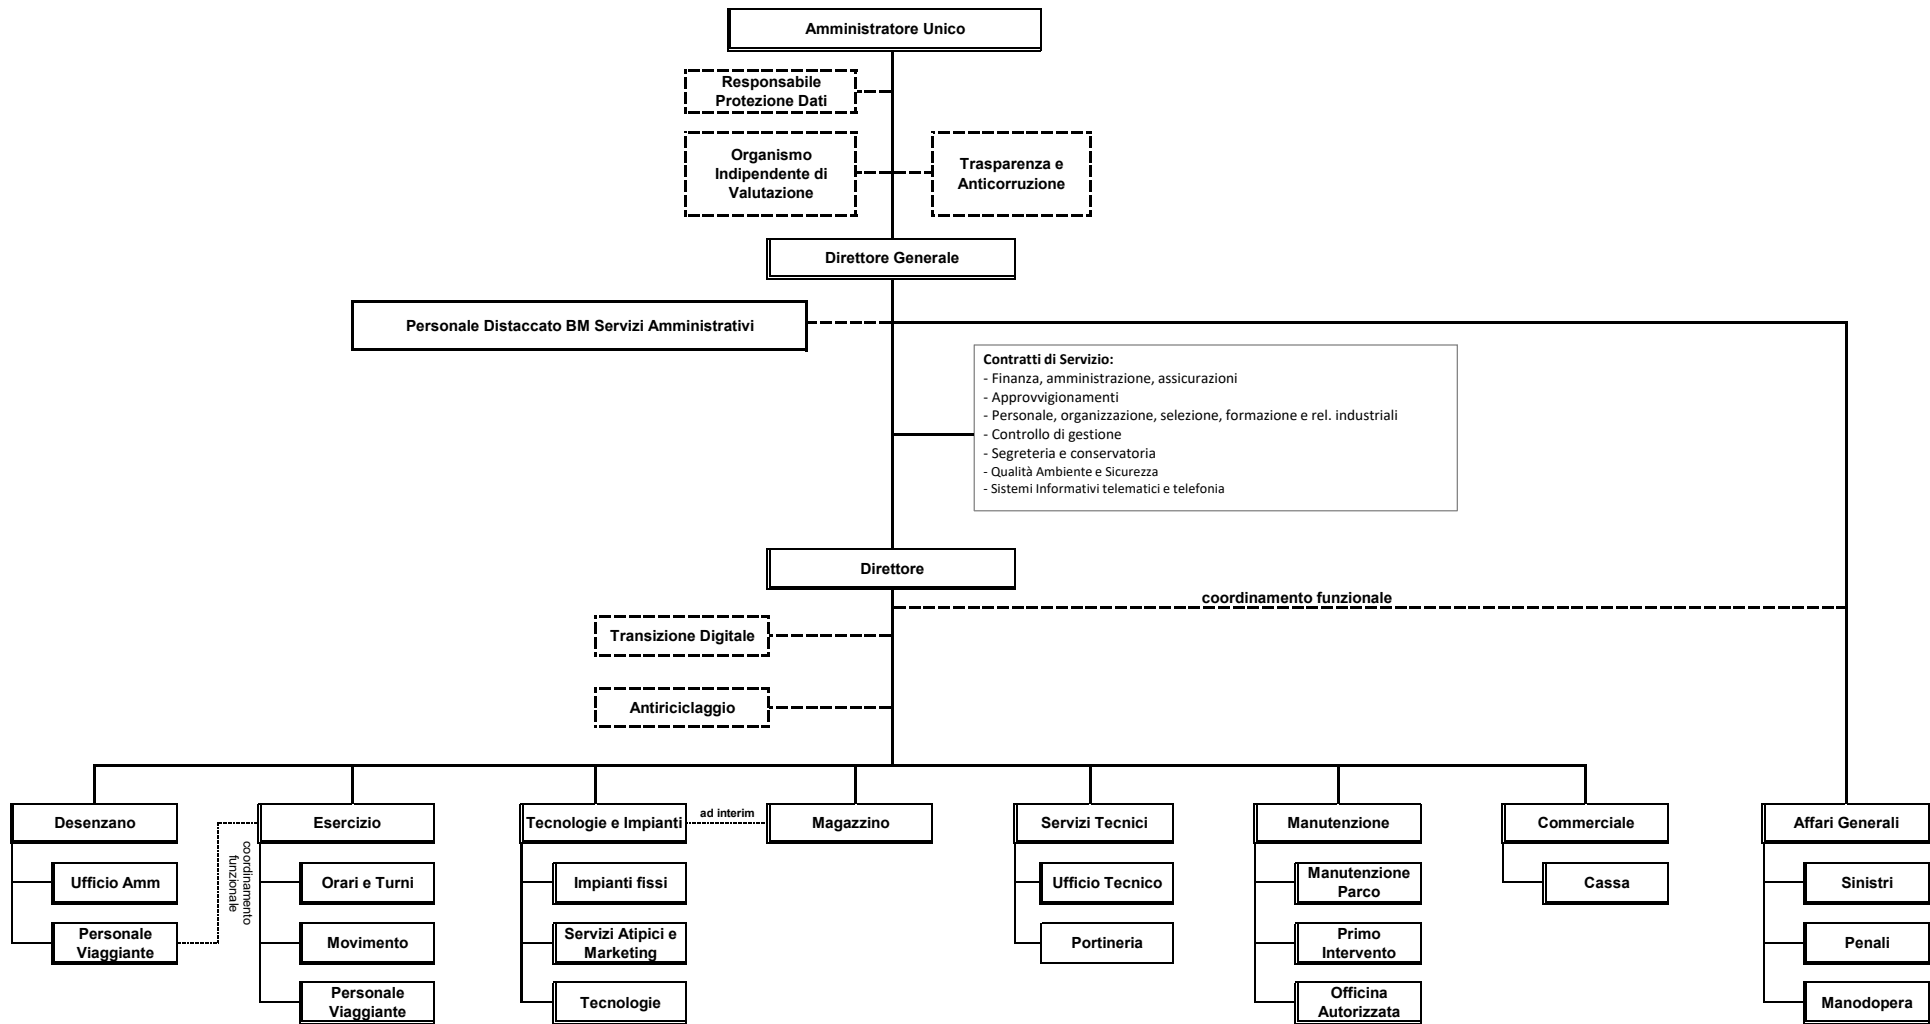 Amministratore Unico
Responsabile
Protezione Dati
Organismo
Indipendente di
Valutazione
Trasparenza e
Anticorruzione
Direttore Generale
Personale Distaccato BM Servizi Amministrativi
Contratti di Servizio:
- Finanza, amministrazione, assicurazioni
- Approvvigionamenti
- Personale, organizzazione, selezione, formazione e rel. industriali
- Controllo di gestione
- Segreteria e conservatoria
- Qualità Ambiente e Sicurezza
- Sistemi Informativi telematici e telefonia
Direttore
coordinamento funzionale
Transizione Digitale
Antiriciclaggio
Desenzano
Esercizio
Tecnologie e Impianti
ad interim
Magazzino
Servizi Tecnici
Manutenzione
Commerciale
Affari Generali
coordinamento
funzionale
Ufficio Amm
Orari e Turni
Impianti fissi
Ufficio Tecnico
Manutenzione
Parco
Cassa
Sinistri
Personale
Viaggiante
Movimento
Servizi Atipici e
Marketing
Portineria
Primo
Intervento
Penali
Personale
Viaggiante
Tecnologie
Officina
Autorizzata
Manodopera